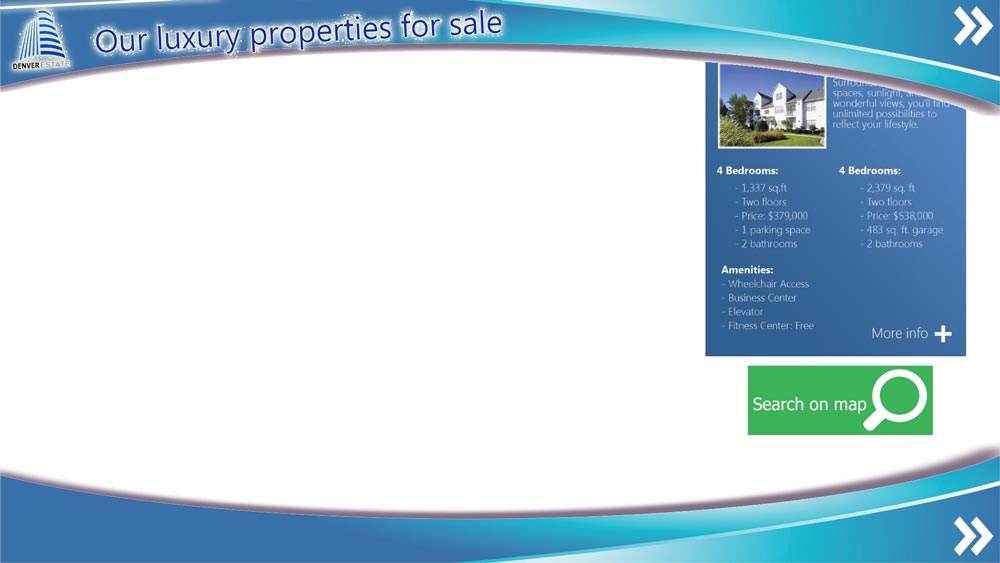 Our luxury properties for sale
DENVER ESTATE
spaces, sunlight,
wonderful views, you'll find
unlimited possibilities to
reflect your lifestyle.
4 Bedrooms:
- 1,337 sq.ft
- Two floors
- Price: $379,000
- 1 parking space
- 2 bathrooms
4 Bedrooms:
- 2,379 sq. ft
- Two floors
- Price: $538,000
- 483 sq. ft. garage
- 2 bathrooms
Amenities:
- Wheelchair Access
- Business Center
- Elevator
- Fitness Center: Free
More info
Search on map